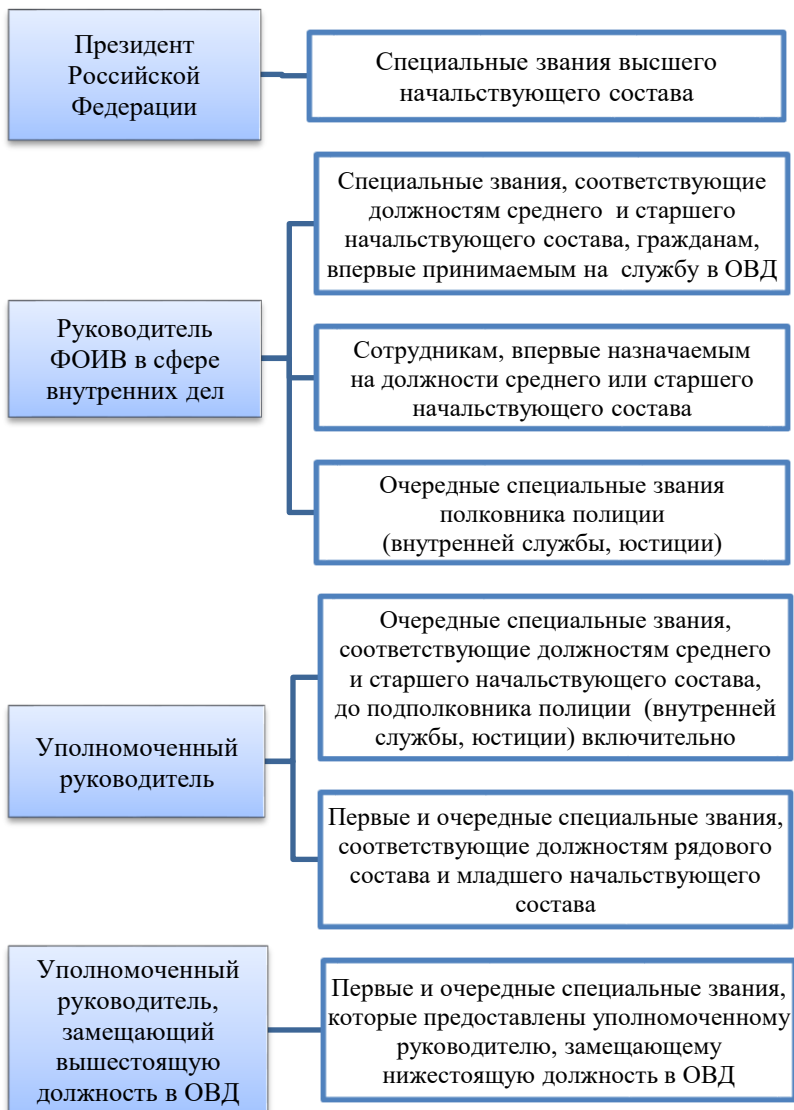 Президент
Российской
Федерации
Специальные звания высшего
начальствующего состава
Руководитель
ФОИВ в сфере
внутренних дел
Специальные звания, соответствующие
должностям среднего и старшего
начальствующего состава, гражданам,
впервые принимаемым на службу в ОВД
Сотрудникам, впервые назначаемым
на должности среднего или старшего
начальствующего состава
Очередные специальные звания
полковника полиции
(внутренней службы, юстиции)
Уполномоченный
руководитель
Очередные специальные звания,
соответствующие должностям среднего
и старшего начальствующего состава,
до подполковника полиции (внутренней
службы, юстиции) включительно
Первые и очередные специальные звания,
соответствующие должностям рядового
состава и младшего начальствующего
состава
Уполномоченный
руководитель,
замещающий
вышестоящую
должность в ОВД
Первые и очередные специальные звания,
которые предоставлены уполномоченному
руководителю, замещающему
нижестоящую должность в ОВД